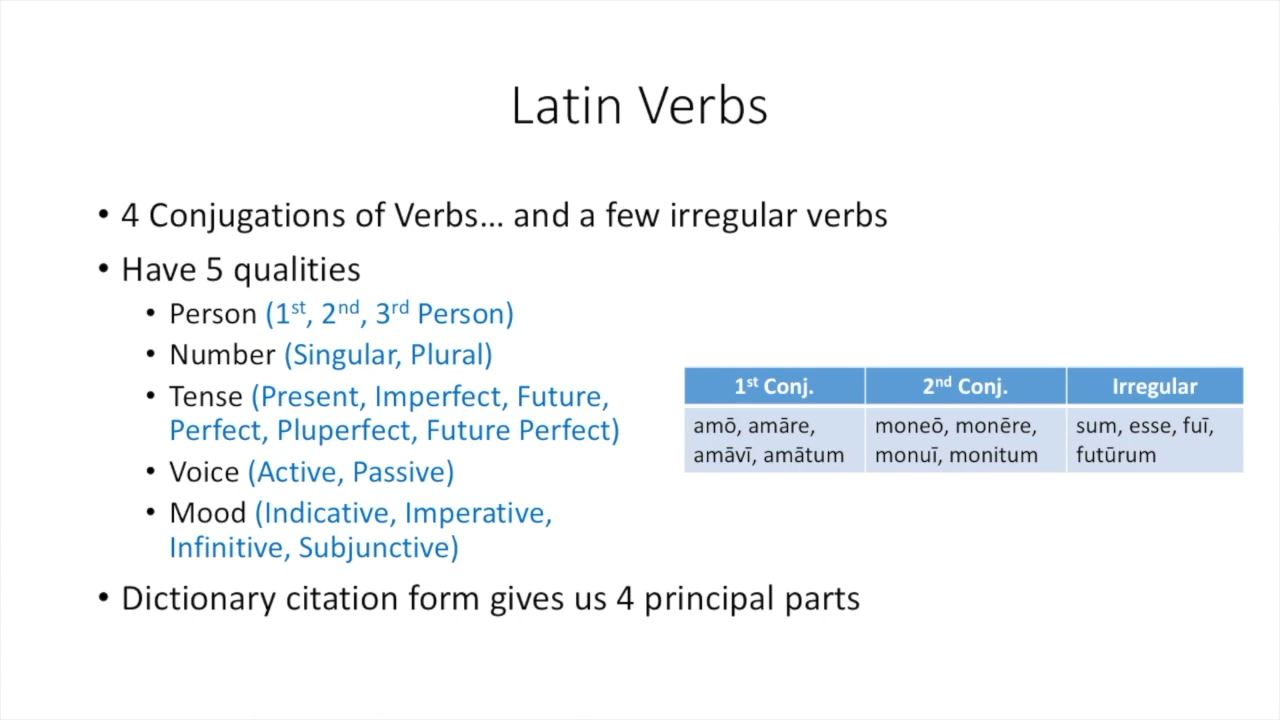 Latin Verbs
• 4 Conjugations of Verbs... and a few irregular verbs
• Have 5 qualities
• Person (1st, 2nd, 3rd Person)
• Number (Singular, Plural)
• Tense (Present, Imperfect, Future,
Perfect, Pluperfect, Future Perfect)
• Voice (Active, Passive)
• Mood (Indicative, Imperative,
Infinitive, Subjunctive)
• Dictionary citation form gives us 4 principal parts
1st Conj. 2nd Conj. Irregular
amō, amāre, moneō, monēre, sum, esse, fuī,
amāvī, amātum monuī, monitum futūrum